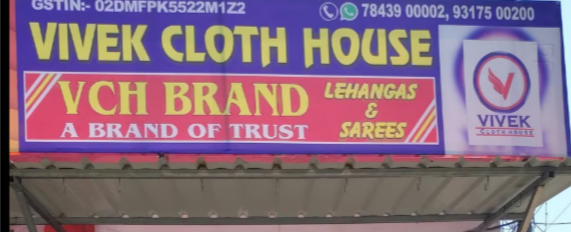 GSTIN:- 02DMFPK5522M1Z2
78439 00002, 93175 00200
VIVEK CLOTH HOUSE
VCH BRAND
A BRAND OF TRUST
LEHANGAS
&
SAREES
VIVEK
CLOTH HOUSE